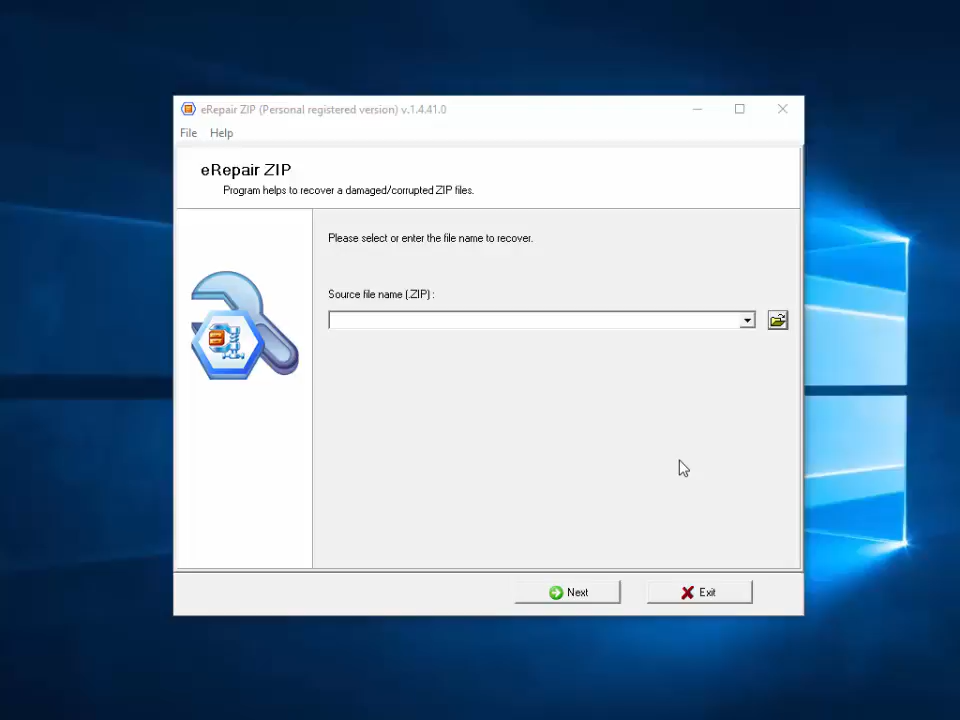 eRepair ZIP (Personal registered version) v.1.4.41.0
File Help
eRepair ZIP
Program helps to recover a damaged/corrupted ZIP files.
Please select or enter the file name to recover.
Source file name (.ZIP) :
Next Exit